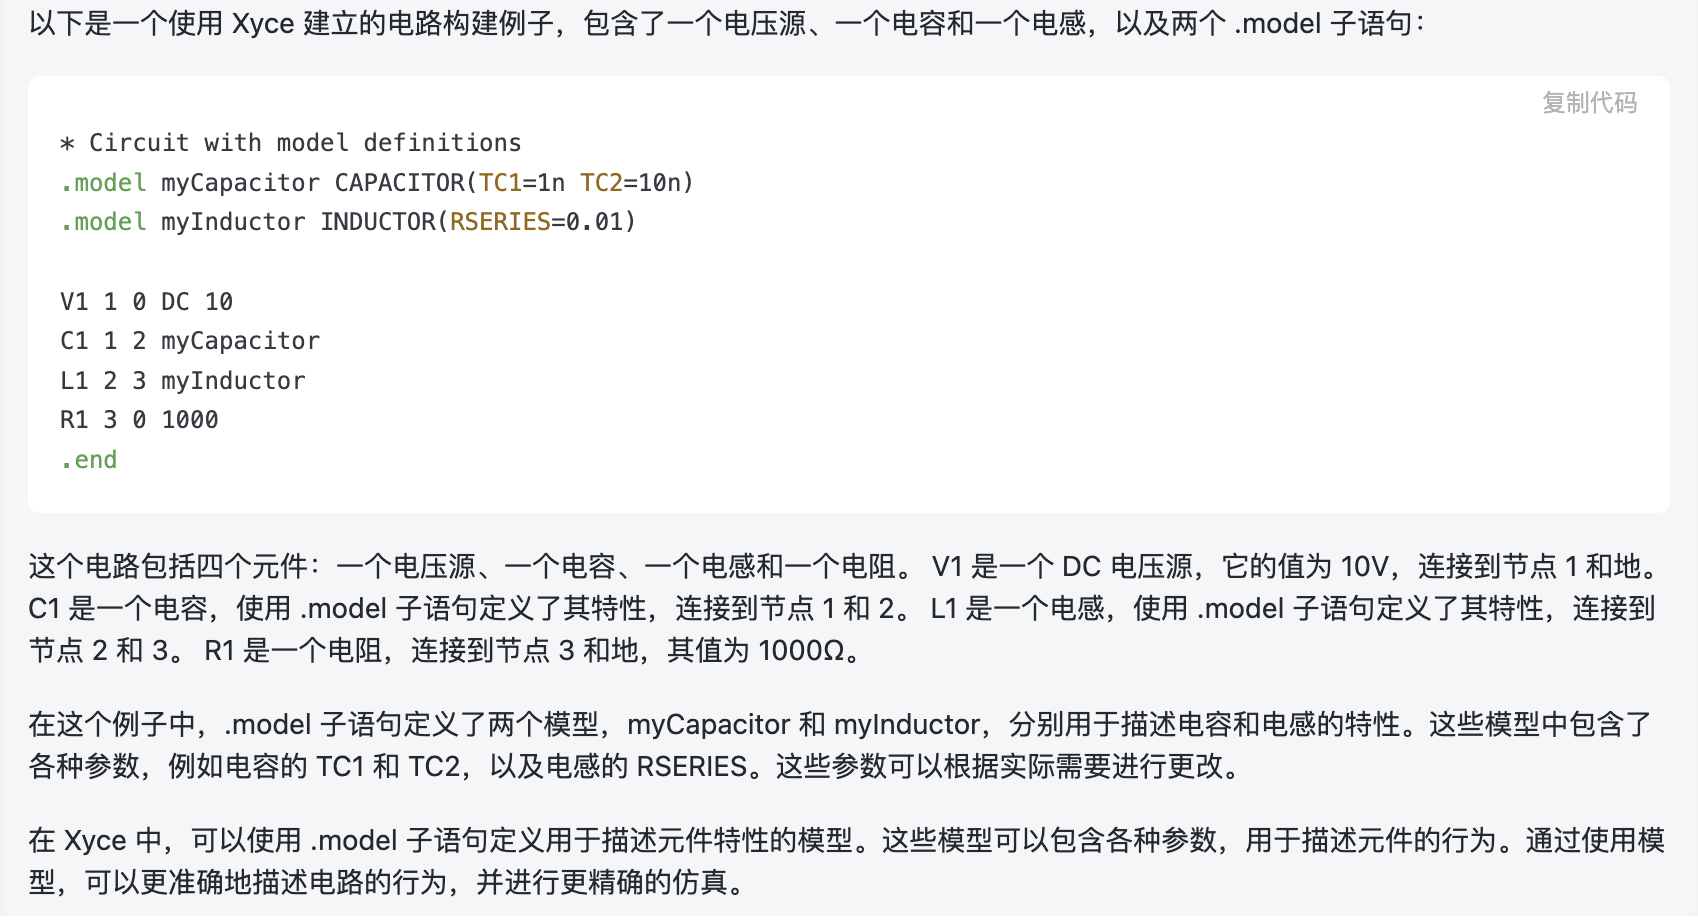 以下是一个使用 Xyce 建立的电路构建例子，包含了一个电压源、一个电容和一个电感，以及两个 .model 子语句：
复制代码
* Circuit with model definitions
.model myCapacitor CAPACITOR(TC1=1n TC2=10n)
.model myInductor INDUCTOR(RSERIES=0.01)
V1 1 0 DC 10
C1 1 2 myCapacitor
L1 2 3 myInductor
R1 3 0 1000
.end
这个电路包括四个元件：一个电压源、一个电容、一个电感和一个电阻。 V1 是一个 DC 电压源，它的值为 10V，连接到节点 1 和地。
C1 是一个电容，使用 .model 子语句定义了其特性，连接到节点 1 和 2。 L1 是一个电感，使用 .model 子语句定义了其特性，连接到
节点 2 和 3。 R1 是一个电阻，连接到节点 3 和地，其值为 1000Ω。
在这个例子中，.model 子语句定义了两个模型，myCapacitor 和 myInductor，分别用于描述电容和电感的特性。这些模型中包含了
各种参数，例如电容的 TC1 和 TC2，以及电感的 RSERIES。这些参数可以根据实际需要进行更改。
在 Xyce 中，可以使用 .model 子语句定义用于描述元件特性的模型。这些模型可以包含各种参数，用于描述元件的行为。通过使用模
型，可以更准确地描述电路的行为，并进行更精确的仿真。